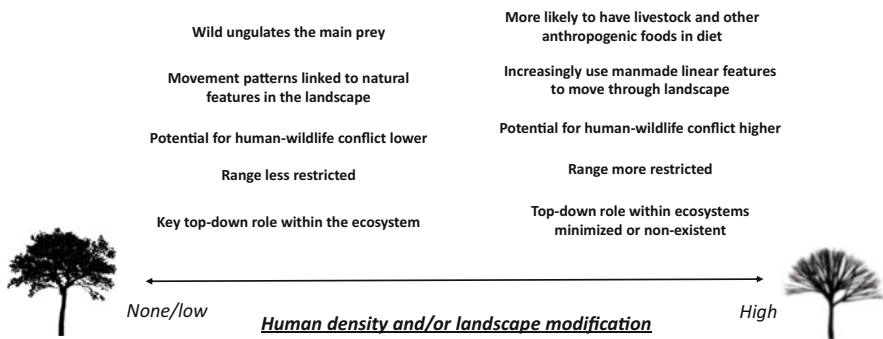 Wild ungulates the main prey
More likely to have livestock and other
anthropogenic foods in diet
Movement patterns linked to natural
features in the landscape
Increasingly use manmade linear features
to move through landscape
Potential for human-wildlife conflict lower
Potential for human-wildlife conflict higher
Range less restricted
Range more restricted
Key top-down role within the ecosystem
Top-down role within ecosystems
minimized or non-existent
None/low
High
Human density and/or landscape modification